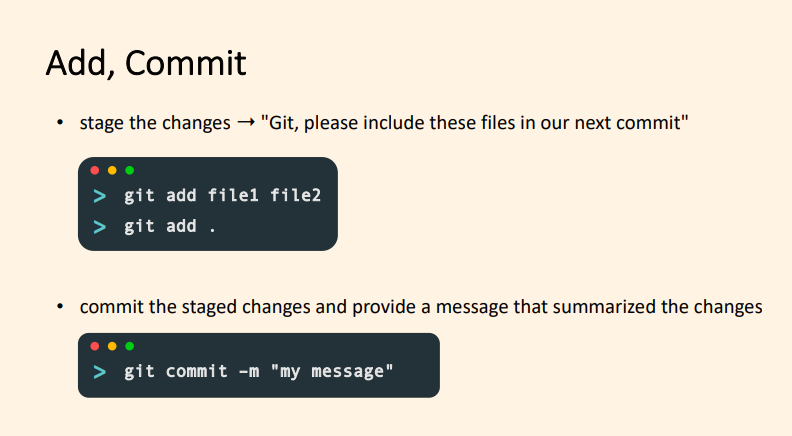 Add, Commit
• stage the changes → "Git, please include these files in our next commit"
> git add file1 file2
> git add .
• commit the staged changes and provide a message that summarized the changes
> git commit -m "my message"